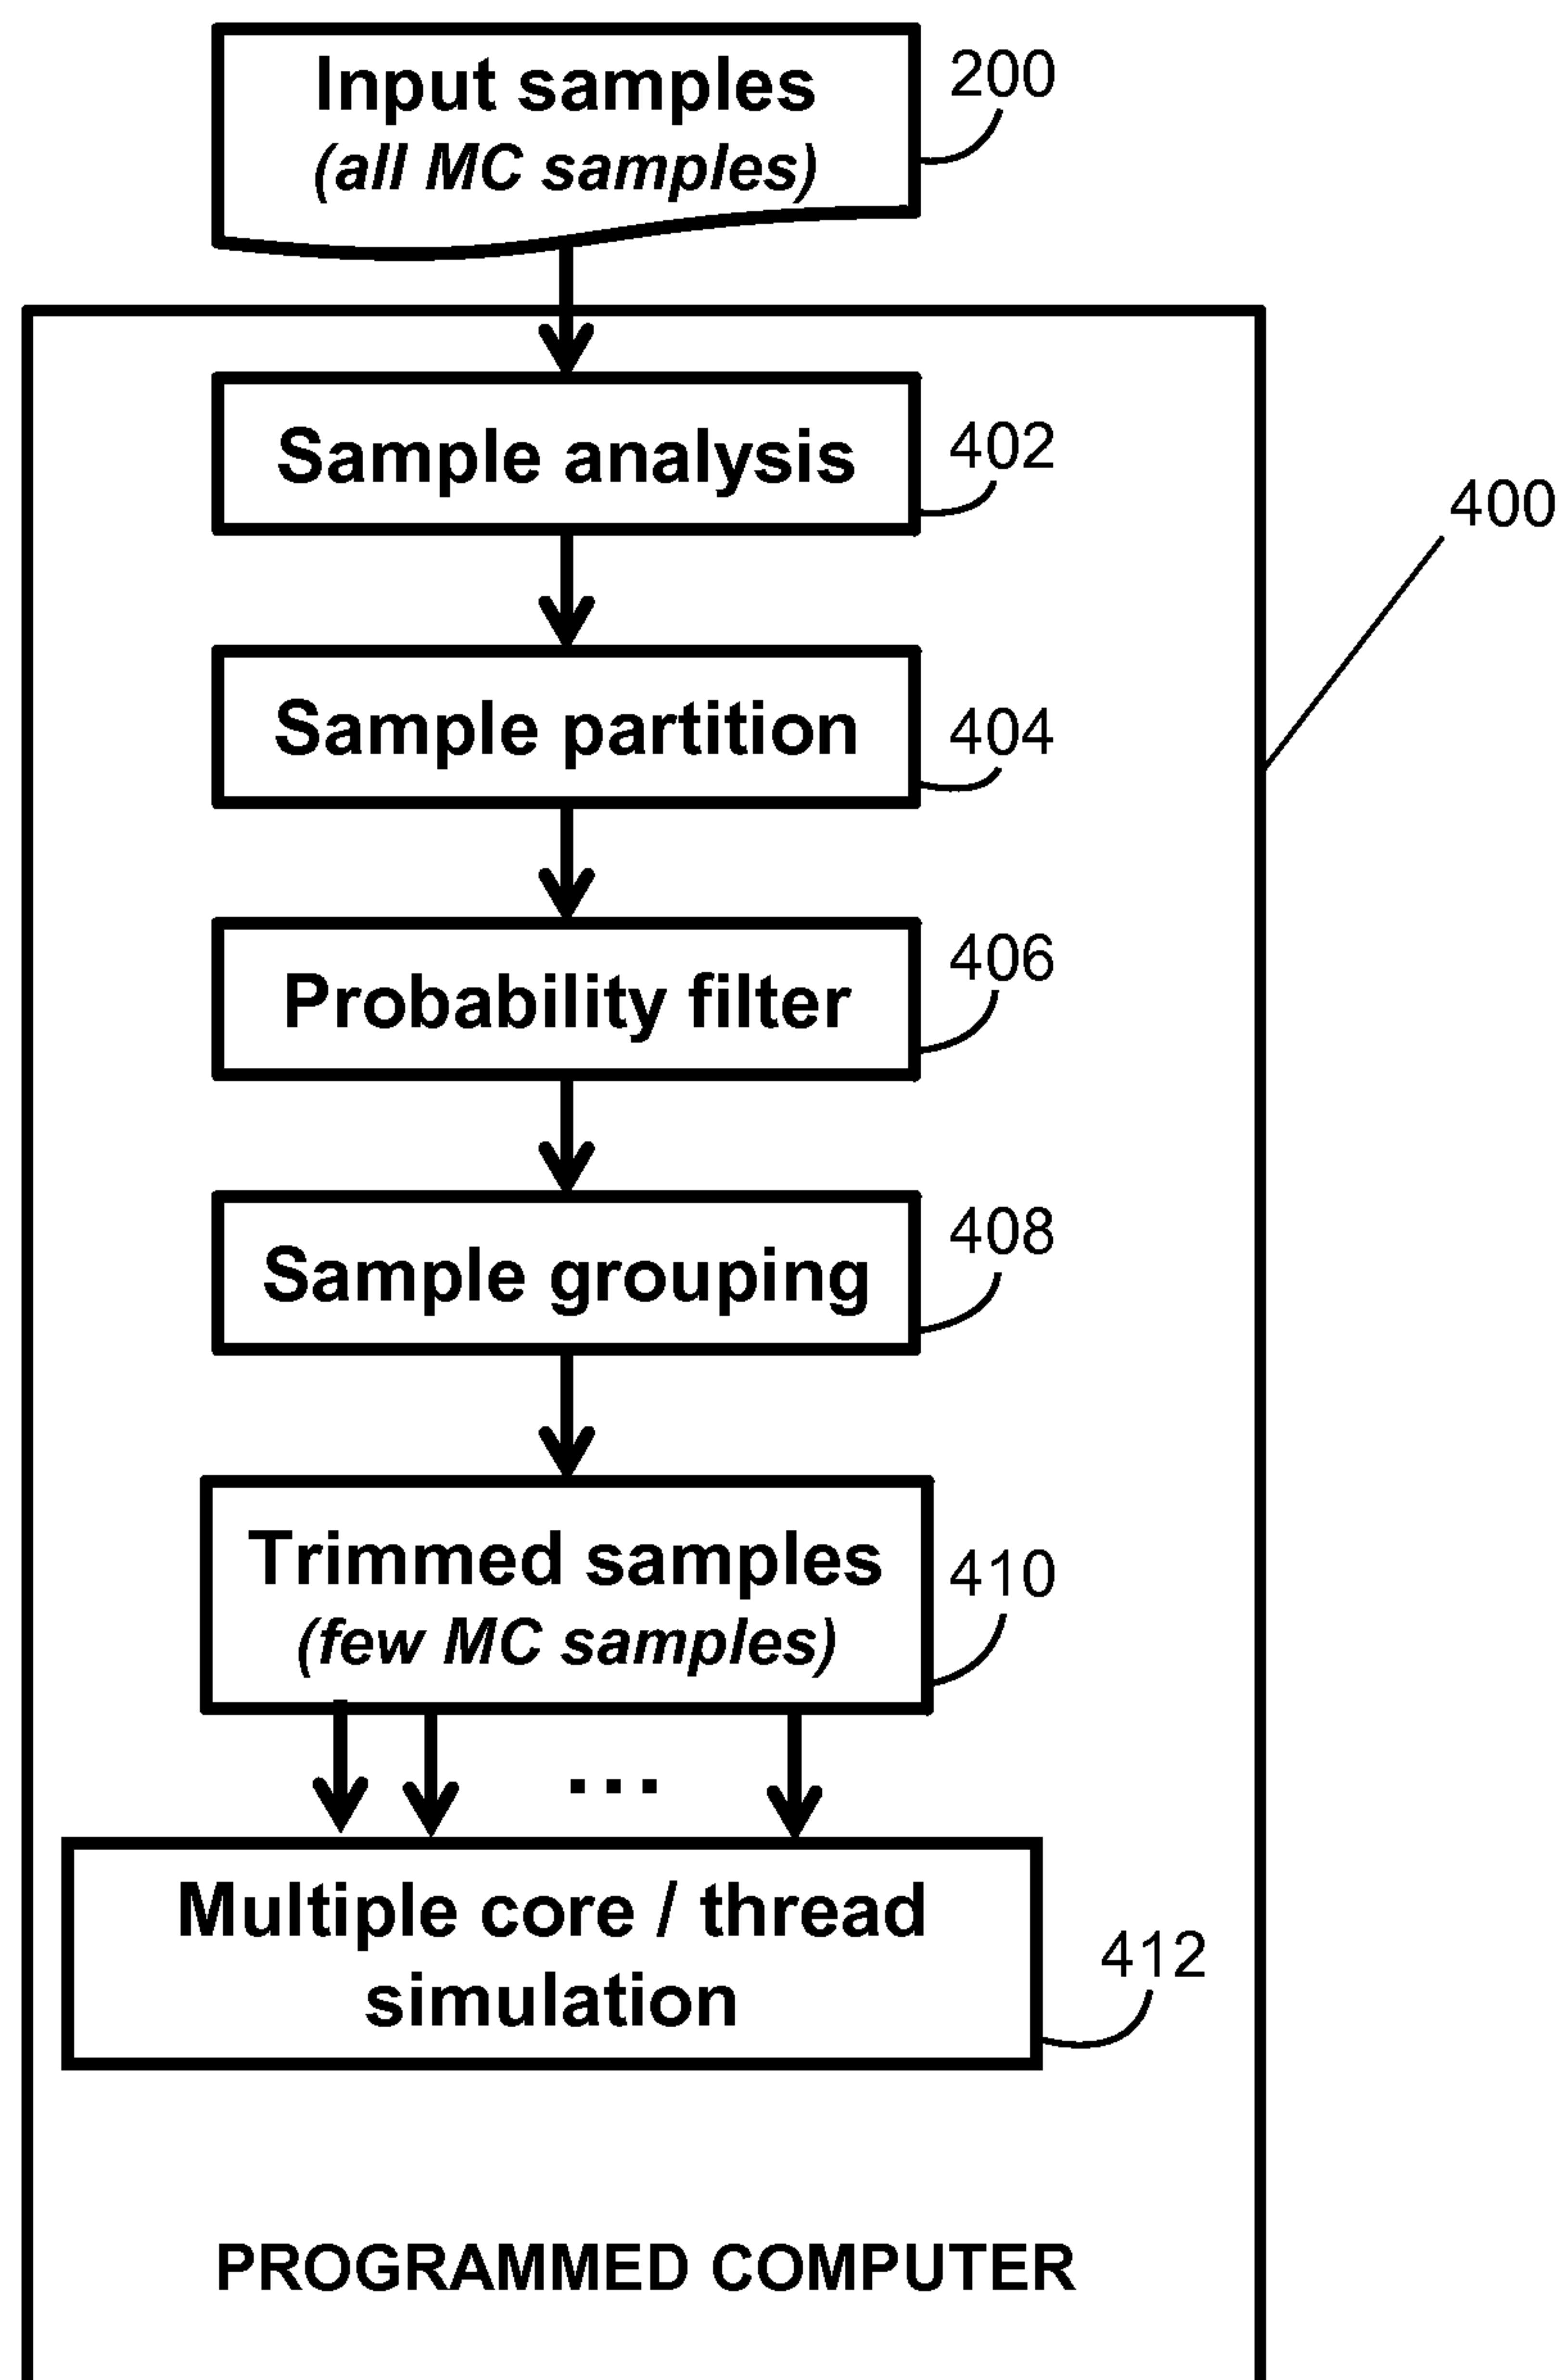 Input samples
(all MC samples)
200
Sample analysis
402
400
Sample partition
404
Probability filter
406
Sample grouping
408
Trimmed samples
(few MC samples)
410
...
Multiple core / thread
simulation
412
PROGRAMMED COMPUTER